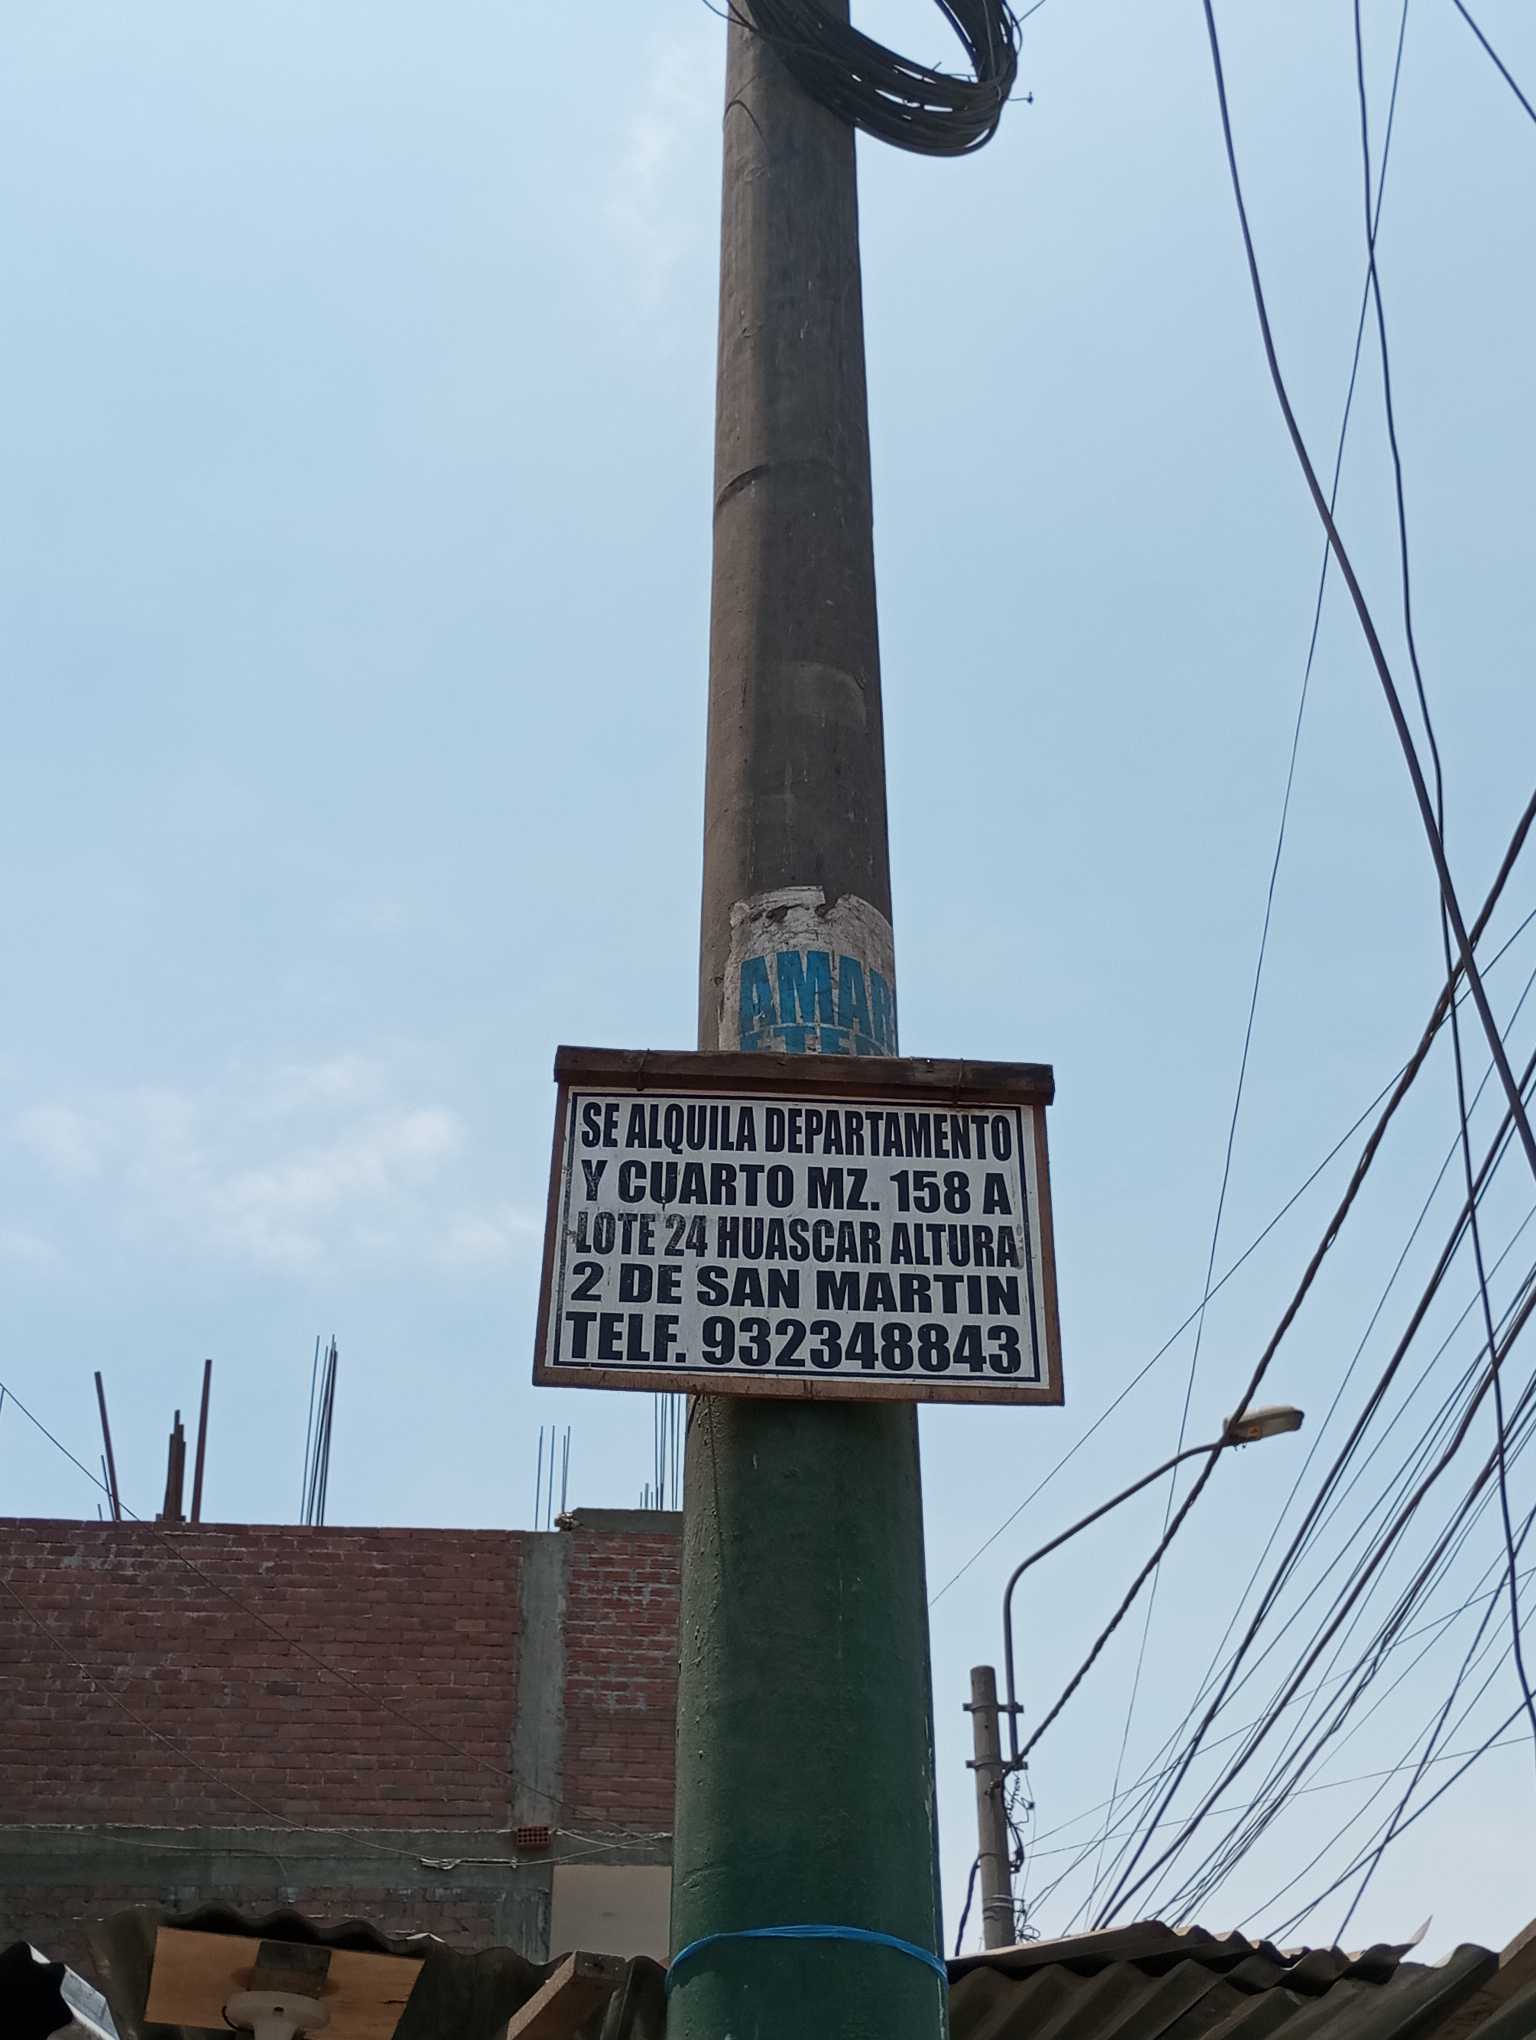 AMAR
SE ALQUILA DEPARTAMENTO
Y CUARTO MZ. 158 A
LOTE 24 HUASCAR ALTURA
2 DE SAN MARTIN
TELF. 932348843